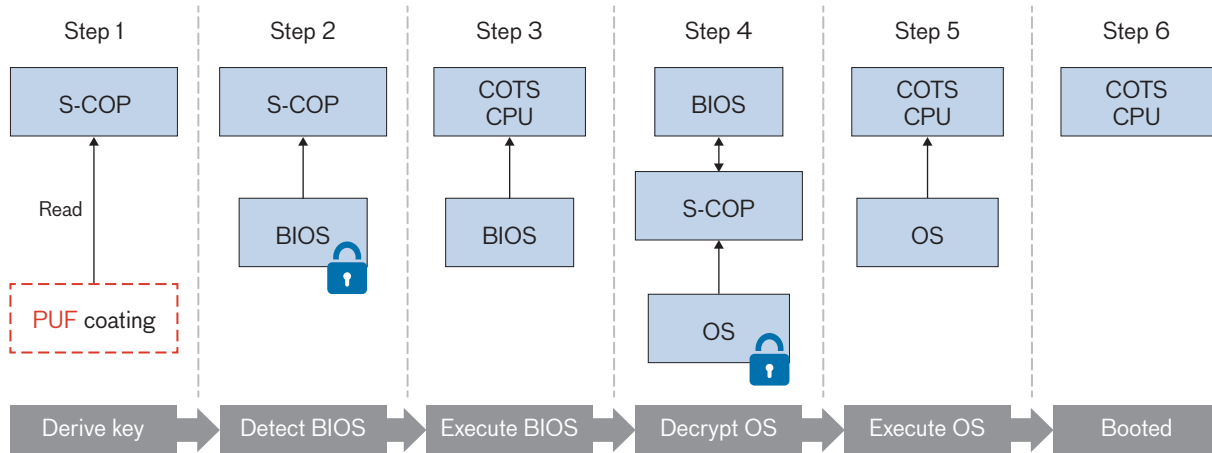 Step 1
Step 2
Step 3
Step 4
Step 5
Step 6
S-COP
S-COP
COTS
CPU
BIOS
COTS
CPU
COTS
CPU
Read
BIOS
BIOS
S-COP
OS
PUF coating
OS
Derive key
Detect BIOS
Execute BIOS
Decrypt OS
Execute OS
Booted